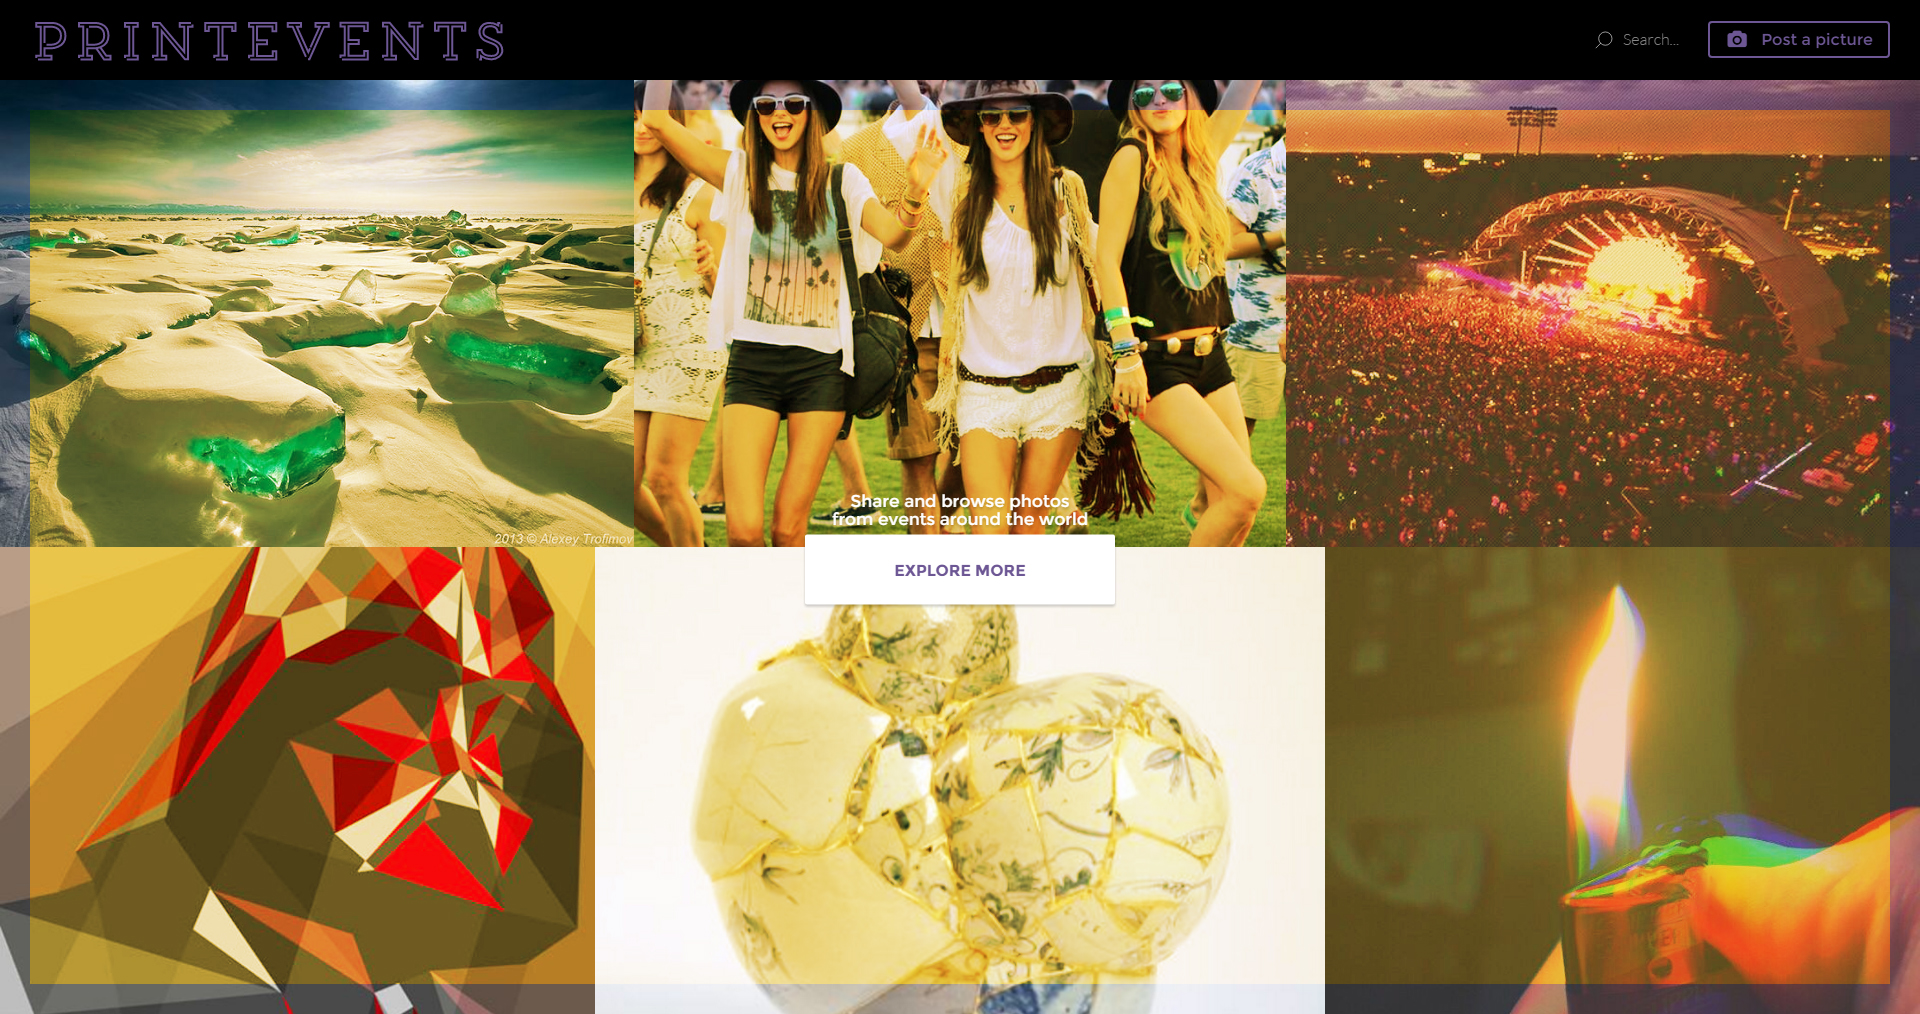 PRINTEVENTS
Search...
Post a picture
Share and browse photos
from events around the world
2013 © Alexey Trofimov
EXPLORE MORE